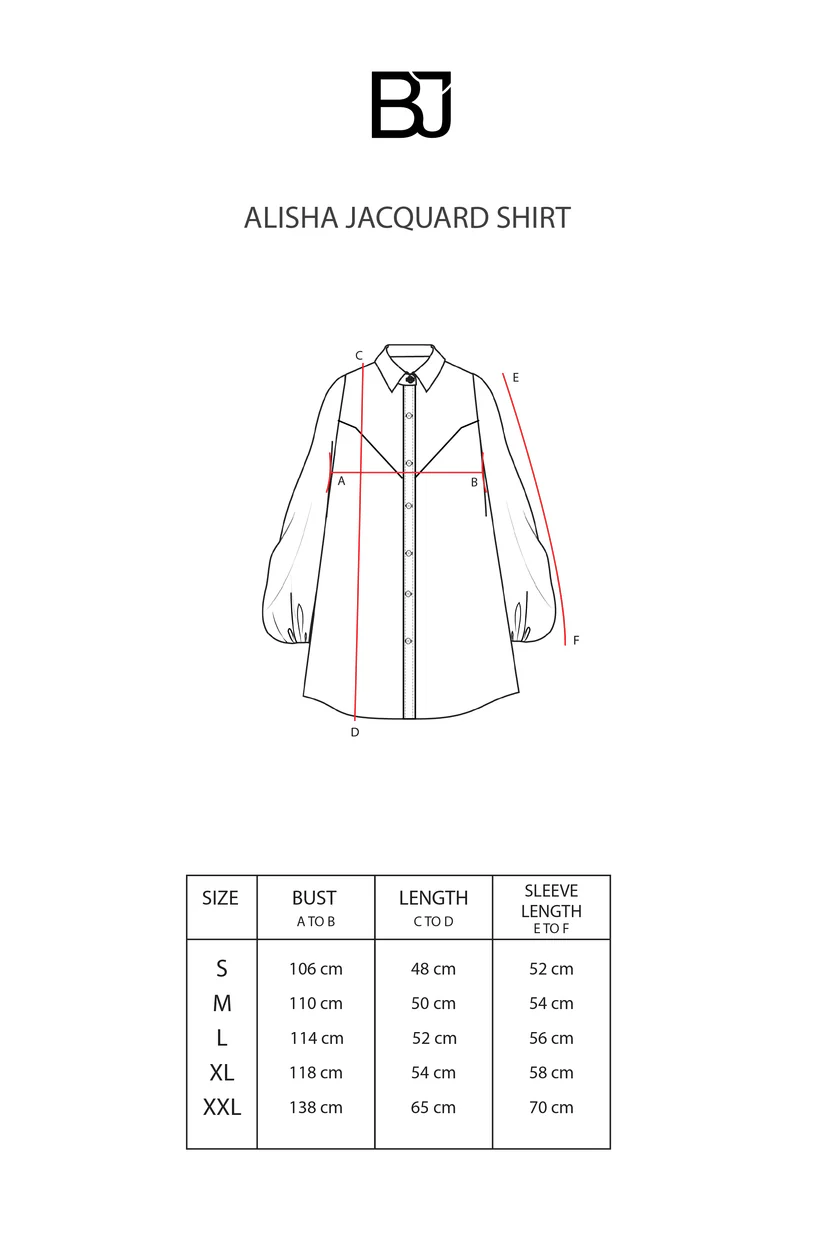 BJ
ALISHA JACQUARD SHIRT
C
E
A
B
F
D
SIZE BUST LENGTH SLEEVE
LENGTH
A TO B C TO D E TO F
S 106 cm 48 cm 52 cm
M 110 cm 50 cm 54 cm
L 114 cm 52 cm 56 cm
XL 118 cm 54 cm 58 cm
XXL 138 cm 65 cm 70 cm